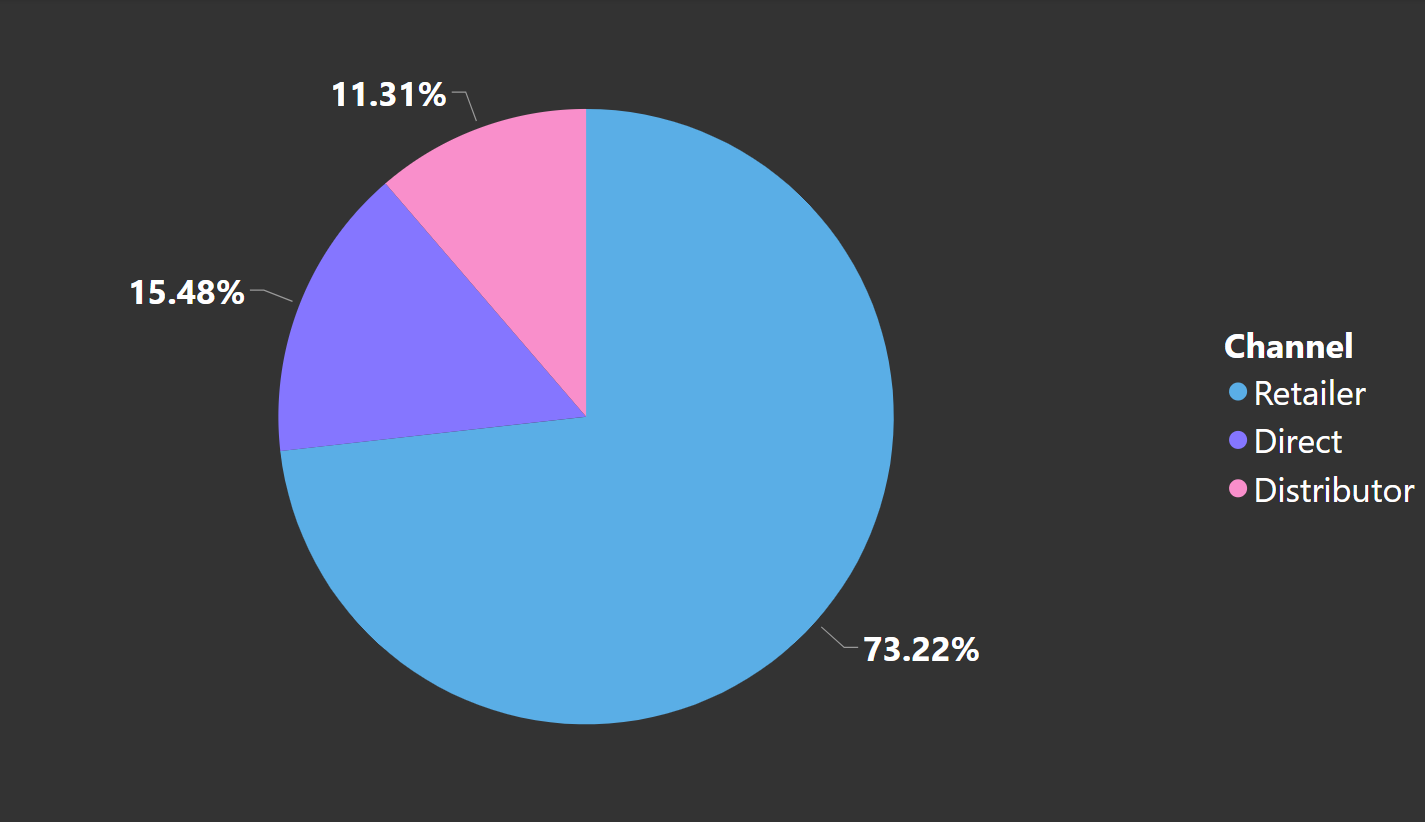 11.31%
15.48%
73.22%
Channel
Retailer
Direct
Distributor